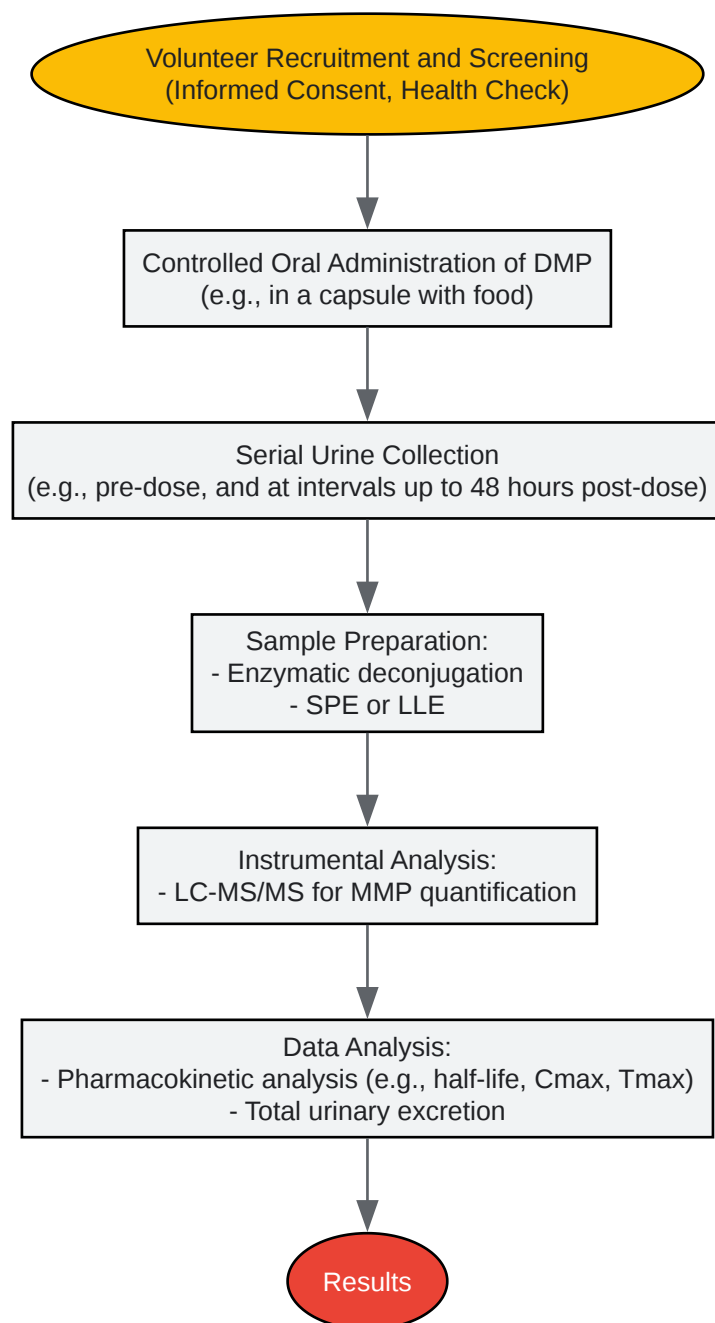 Volunteer Recruitment and Screening
(Informed Consent, Health Check)
Controlled Oral Administration of DMP
(e.g., in a capsule with food)
Serial Urine Collection
(e.g., pre-dose, and at intervals up to 48 hours post-dose)
Sample Preparation:
- Enzymatic deconjugation
- SPE or LLE
Instrumental Analysis:
- LC-MS/MS for MMP quantification
Data Analysis:
- Pharmacokinetic analysis (e.g., half-life, Cmax, Tmax)
- Total urinary excretion
Results